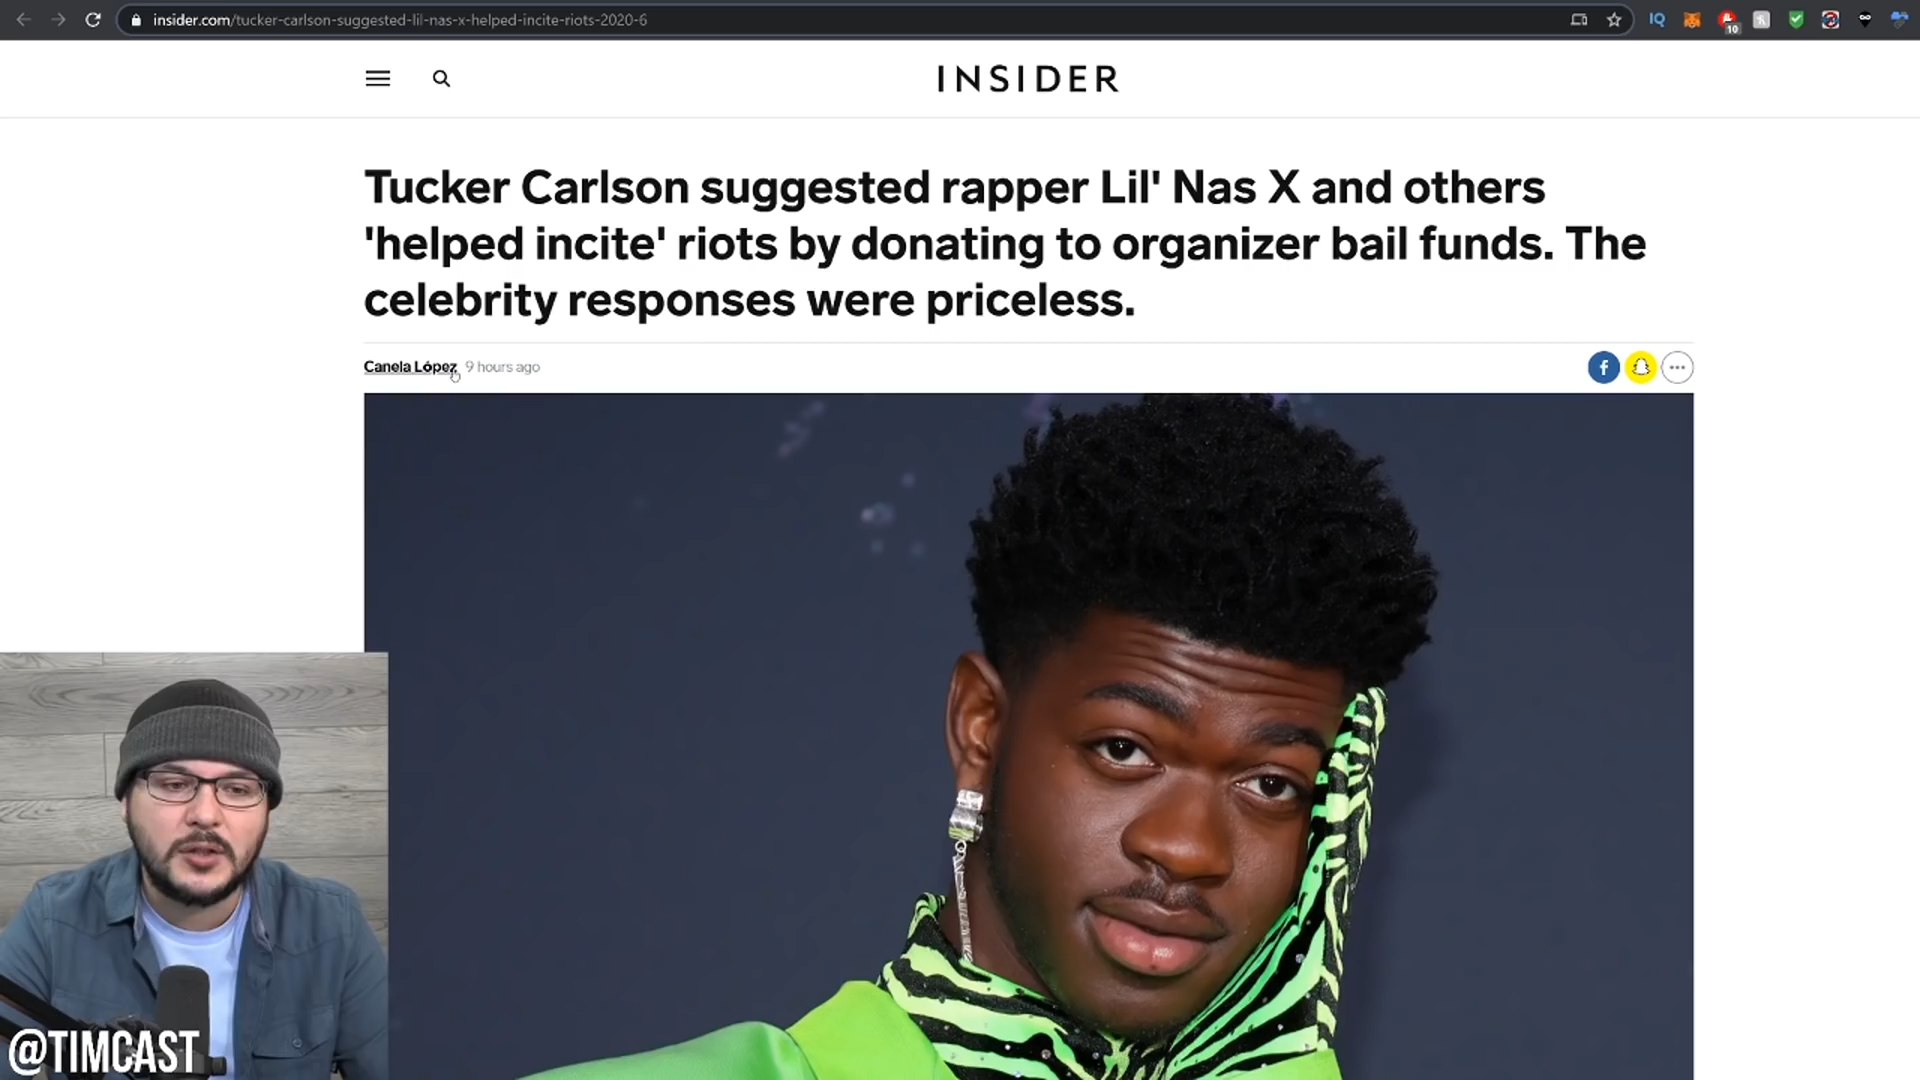 insider.com/tucker-carlson-suggested-lil-nas-x-helped-incite-riots-2020-6
IQ
10
INSIDER
Tucker Carlson suggested rapper Lil' Nas X and others
'helped incite' riots by donating to organizer bail funds. The
celebrity responses were priceless.
Canela López 9 hours ago
f
@TIMCAST